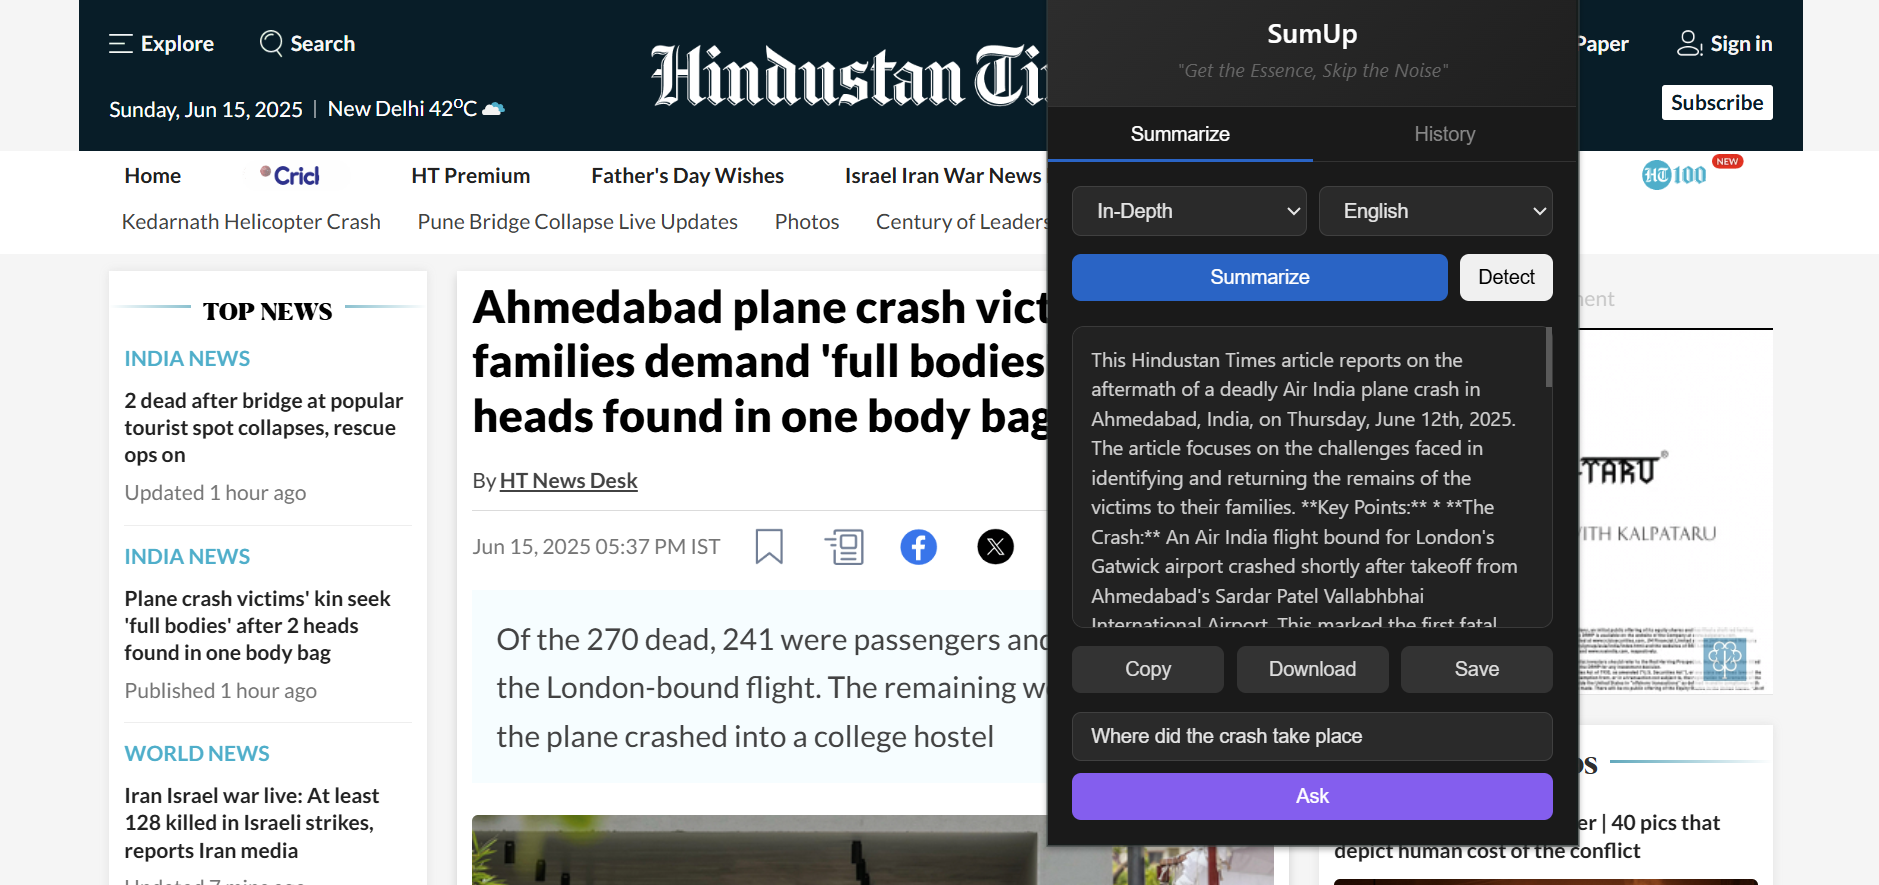 Explore
Search
Hindustan Ti
Paper
Sign in
Sunday, Jun 15, 2025 | New Delhi 42°C
Subscribe
Home
Cricl
HT Premium
Father's Day Wishes
Israel Iran War News
HT 100
NEW
Kedarnath Helicopter Crash
Pune Bridge Collapse Live Updates
Photos
Century of Leaders
TOP NEWS
INDIA NEWS
2 dead after bridge at popular
tourist spot collapses, rescue
ops on
Updated 1 hour ago
INDIA NEWS
Plane crash victims' kin seek
'full bodies' after 2 heads
found in one body bag
Published 1 hour ago
WORLD NEWS
Iran Israel war live: At least
128 killed in Israeli strikes,
reports Iran media
Updated 7 mins ago
Ahmedabad plane crash vict
families demand 'full bodies
heads found in one body bag
By HT News Desk
Jun 15, 2025 05:37 PM IST
Of the 270 dead, 241 were passengers and
the London-bound flight. The remaining w
the plane crashed into a college hostel
SumUp
"Get the Essence, Skip the Noise"
Summarize
History
In-Depth
English
Summarize
Detect
This Hindustan Times article reports on the
aftermath of a deadly Air India plane crash in
Ahmedabad, India, on Thursday, June 12th, 2025.
The article focuses on the challenges faced in
identifying and returning the remains of the
victims to their families. **Key Points:** * **The
Crash:** An Air India flight bound for London's
Gatwick airport crashed shortly after takeoff from
Ahmedabad's Sardar Patel Vallabhbhai
International Airport. This marked the first fatal
Copy
Download
Save
Where did the crash take place
Ask
ment
-TARU®
ITH KALPATARU
OS
er | 40 pics that
depict human cost of the conflict